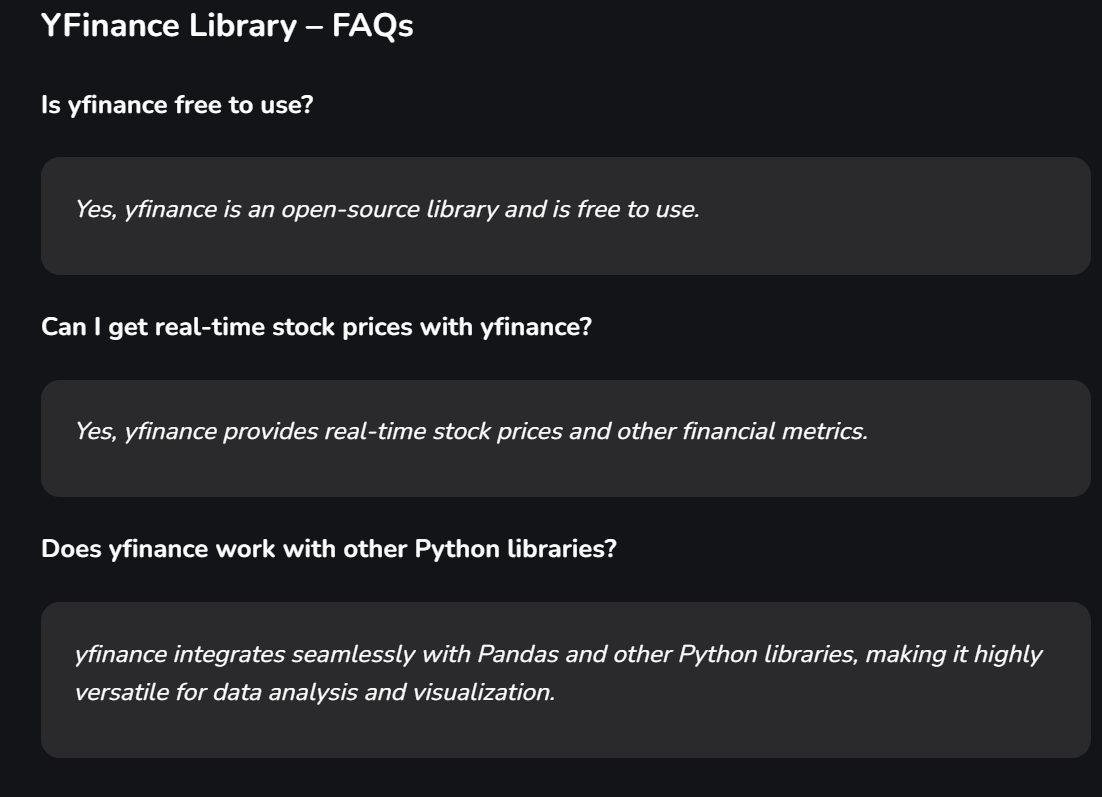 YFinance Library – FAQs
Is yfinance free to use?
Yes, yfinance is an open-source library and is free to use.
Can I get real-time stock prices with yfinance?
Yes, yfinance provides real-time stock prices and other financial metrics.
Does yfinance work with other Python libraries?
yfinance integrates seamlessly with Pandas and other Python libraries, making it highly
versatile for data analysis and visualization.